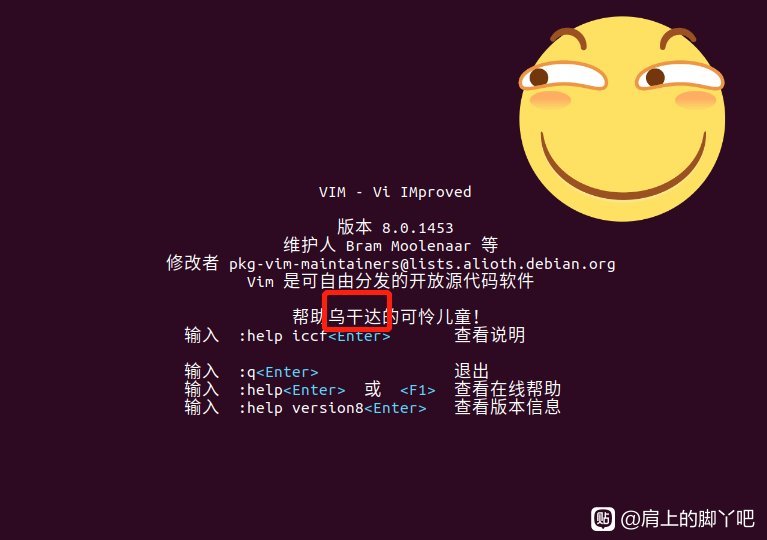 VIM - Vi IMproved
版本 8.0.1453
维护人 Bram Moolenaar 等
修改者 pkg-vim-maintainers@lists.alioth.debian.org
Vim 是可自由分发的开放源代码软件
帮助乌干达的可怜儿童!
输入 :help iccf<Enter> 查看说明
输入 :q<Enter> 退出
输入 :help<Enter> 或 <F1> 查看在线帮助
输入 :help version8<Enter> 查看版本信息
贴 @肩上的脚丫吧